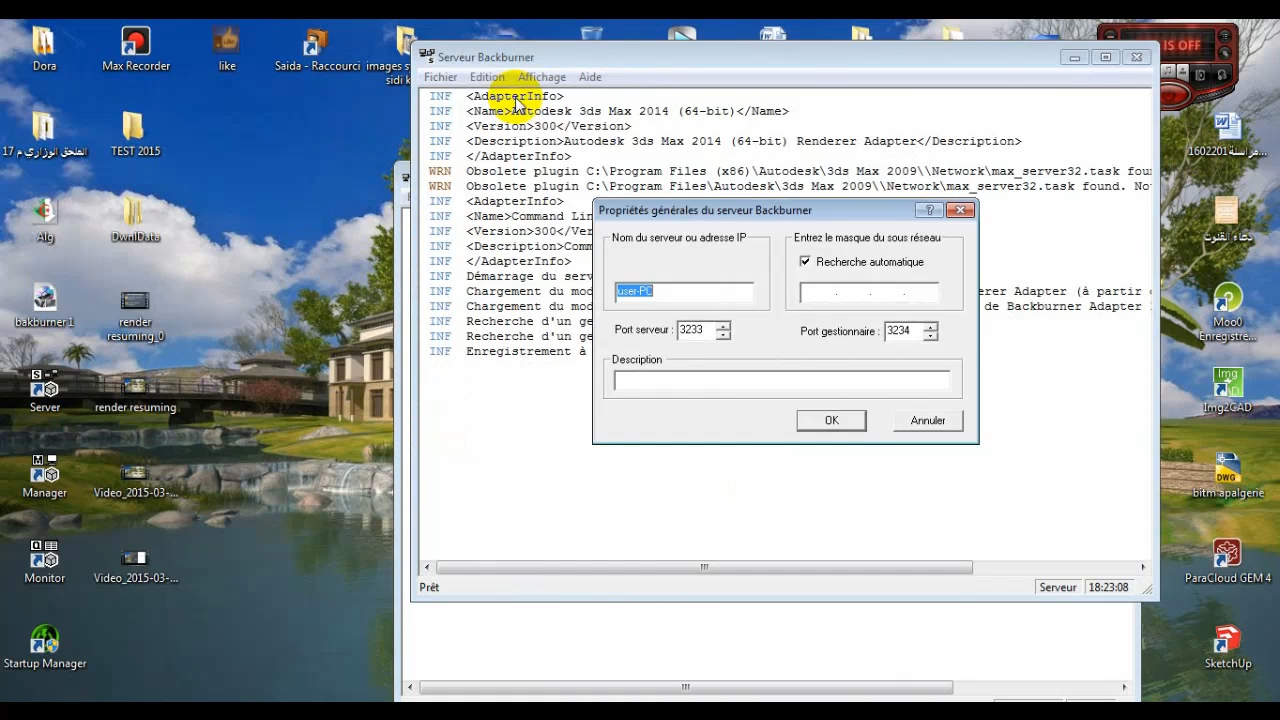 Dora
Max Recorder
like
Saida - Raccourci
images s
sidi k
الملحق الوزاري م 17
TEST 2015
Alg
DwnlData
bakburner1
render
resuming_0
Server
render.resuming
Manager
Video_2015-03-...
Monitor
Video_2015-03-...
Startup Manager
Serveur Backburner
Fichier Edition Affichage Aide
INF <AdapterInfo>
INF <Name>Autodesk 3ds Max 2014 (64-bit)</Name>
INF <Version>300</Version>
INF <Description>Autodesk 3ds Max 2014 (64-bit) Renderer Adapter</Description>
INF </AdapterInfo>
WRN Obsolete plugin C:\Program Files (x86)\Autodesk\3ds Max 2009\\Network\max_server32.task foun
WRN Obsolete plugin C:\Program Files\Autodesk\3ds Max 2009\\Network\max_server32.task found. No
INF <AdapterInfo>
INF <Name>Command Lin
INF <Version>300</Ver
INF <Description>Comm
INF </AdapterInfo>
INF Démarrage du serv
INF Chargement du mod erer Adapter (à partir
INF Chargement du mod de Backburner Adapter
INF Recherche d'un ge
INF Recherche d'un ge
INF Enregistrement à
Propriétés générales du serveur Backburner
Nom du serveur ou adresse IP
user-PC
Entrez le masque du sous réseau
Recherche automatique
. . .
Port serveur : 3233
Port gestionnaire : 3234
Description
OK
Annuler
Prêt
Serveur 18:23:08
IS OFF
مراسلة1602201...
دعاء القنوت
Moo0
Enregistre...
Img
Img2CAD
DWG
bitm apalgerie
ParaCloud GEM 4
SketchUp